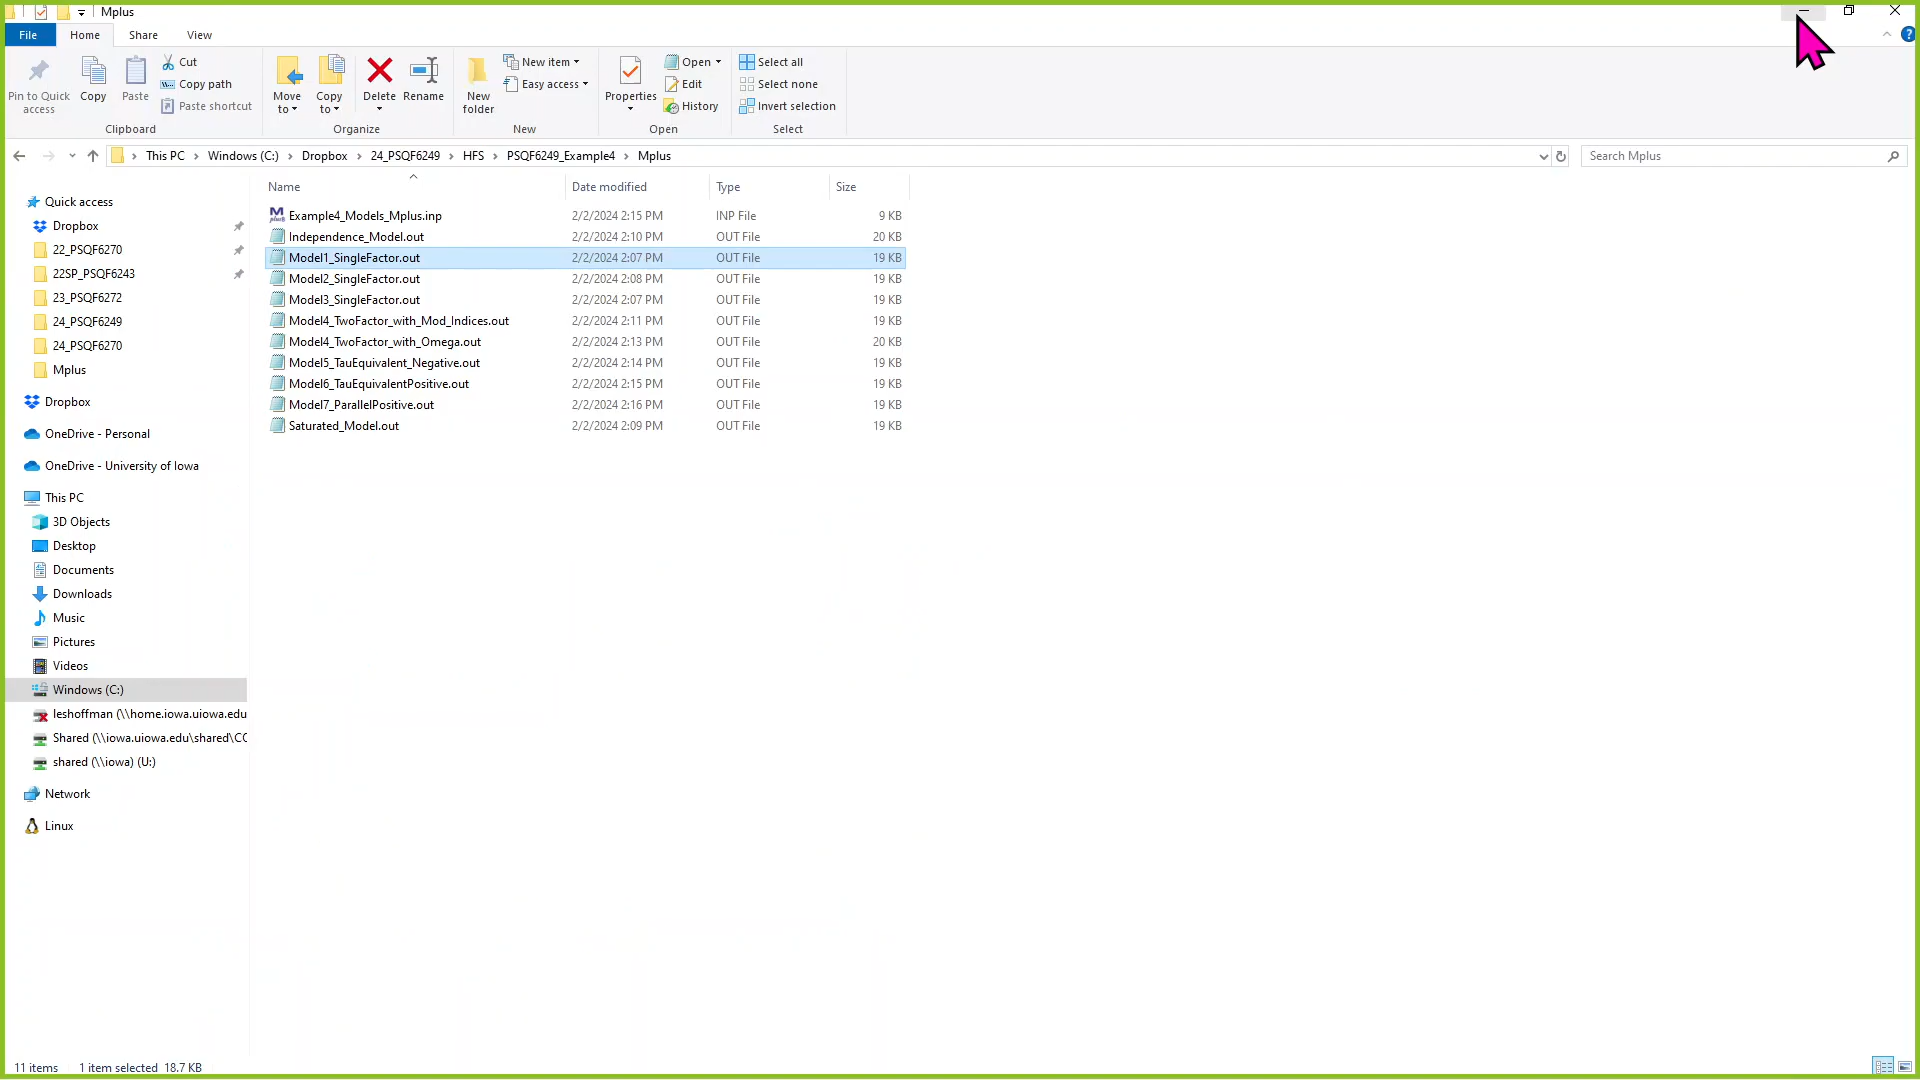 Mplus
File Home Share View
Pin to Quick access
Copy
Paste
Cut
Copy path
Paste shortcut
Clipboard
Move to
Copy to
Delete
Rename
Organize
New folder
New item
Easy access
New
Properties
Open
Edit
History
Open
Select all
Select none
Invert selection
Select
This PC › Windows (C:) › Dropbox › 24_PSQF6249 › HFS › PSQF6249_Example4 › Mplus
Search Mplus
Quick access
Dropbox
22_PSQF6270
22SP_PSQF6243
23_PSQF6272
24_PSQF6249
24_PSQF6270
Mplus
Dropbox
OneDrive - Personal
OneDrive - University of Iowa
This PC
3D Objects
Desktop
Documents
Downloads
Music
Pictures
Videos
Windows (C:)
leshoffman (\\home.iowa.uiowa.edu
Shared (\\iowa.uiowa.edu\shared\CO
shared (\\iowa) (U:)
Network
Linux
Name Date modified Type Size
Example4_Models_Mplus.inp 2/2/2024 2:15 PM INP File 9 KB
Independence_Model.out 2/2/2024 2:10 PM OUT File 20 KB
Model1_SingleFactor.out 2/2/2024 2:07 PM OUT File 19 KB
Model2_SingleFactor.out 2/2/2024 2:08 PM OUT File 19 KB
Model3_SingleFactor.out 2/2/2024 2:07 PM OUT File 19 KB
Model4_TwoFactor_with_Mod_Indices.out 2/2/2024 2:11 PM OUT File 19 KB
Model4_TwoFactor_with_Omega.out 2/2/2024 2:13 PM OUT File 20 KB
Model5_TauEquivalent_Negative.out 2/2/2024 2:14 PM OUT File 19 KB
Model6_TauEquivalentPositive.out 2/2/2024 2:15 PM OUT File 19 KB
Model7_ParallelPositive.out 2/2/2024 2:16 PM OUT File 19 KB
Saturated_Model.out 2/2/2024 2:09 PM OUT File 19 KB
11 items 1 item selected 18.7 KB